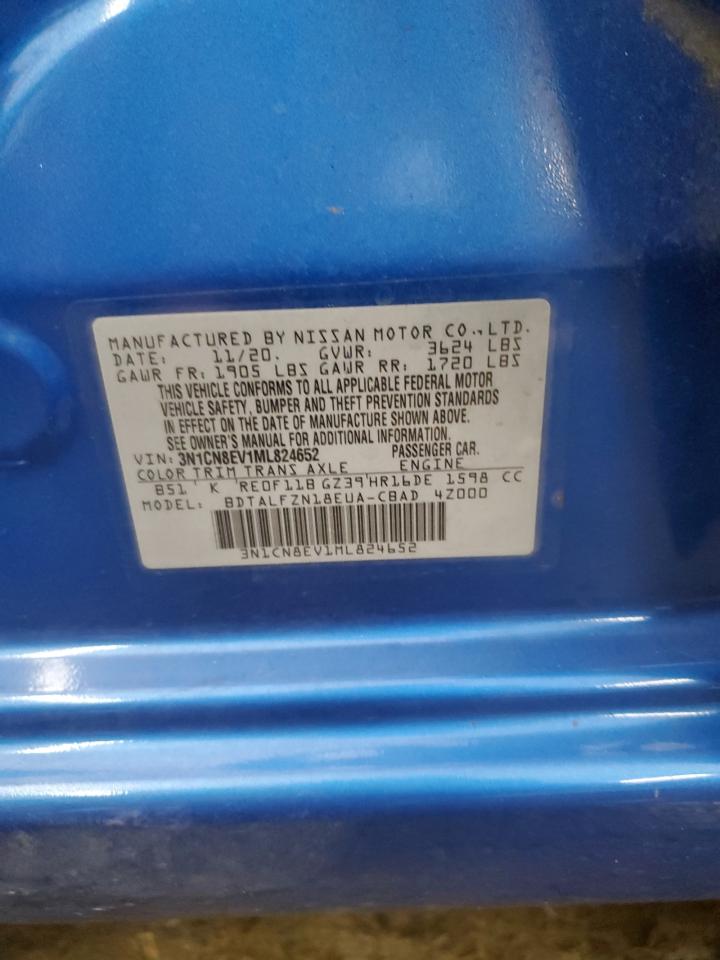 MANUFACTURED BY NISSAN MOTOR CO., LTD.
DATE: 11/20. GVWR: 3624 LBS
GAWR FR: 1905 LBS GAWR RR: 1720 LBS
THIS VEHICLE CONFORMS TO ALL APPLICABLE FEDERAL MOTOR
VEHICLE SAFETY, BUMPER AND THEFT PREVENTION STANDARDS
IN EFFECT ON THE DATE OF MANUFACTURE SHOWN ABOVE.
SEE OWNER'S MANUAL FOR ADDITIONAL INFORMATION.
VIN: 3N1CN8EV1ML824652 PASSENGER CAR.
COLOR TRIM TRANS AXLE ENGINE
B51 K RE0F11B GZ39 HR16DE 1598 CC
MODEL: BDTALFZN18EUA-CBAD 4Z000
3N1CN8EV1ML824652